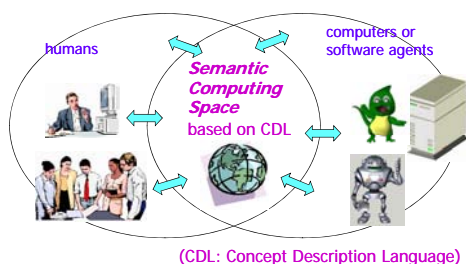 humans
computers or
software agents
Semantic
Computing
Space
based on CDL
(CDL: Concept Description Language)